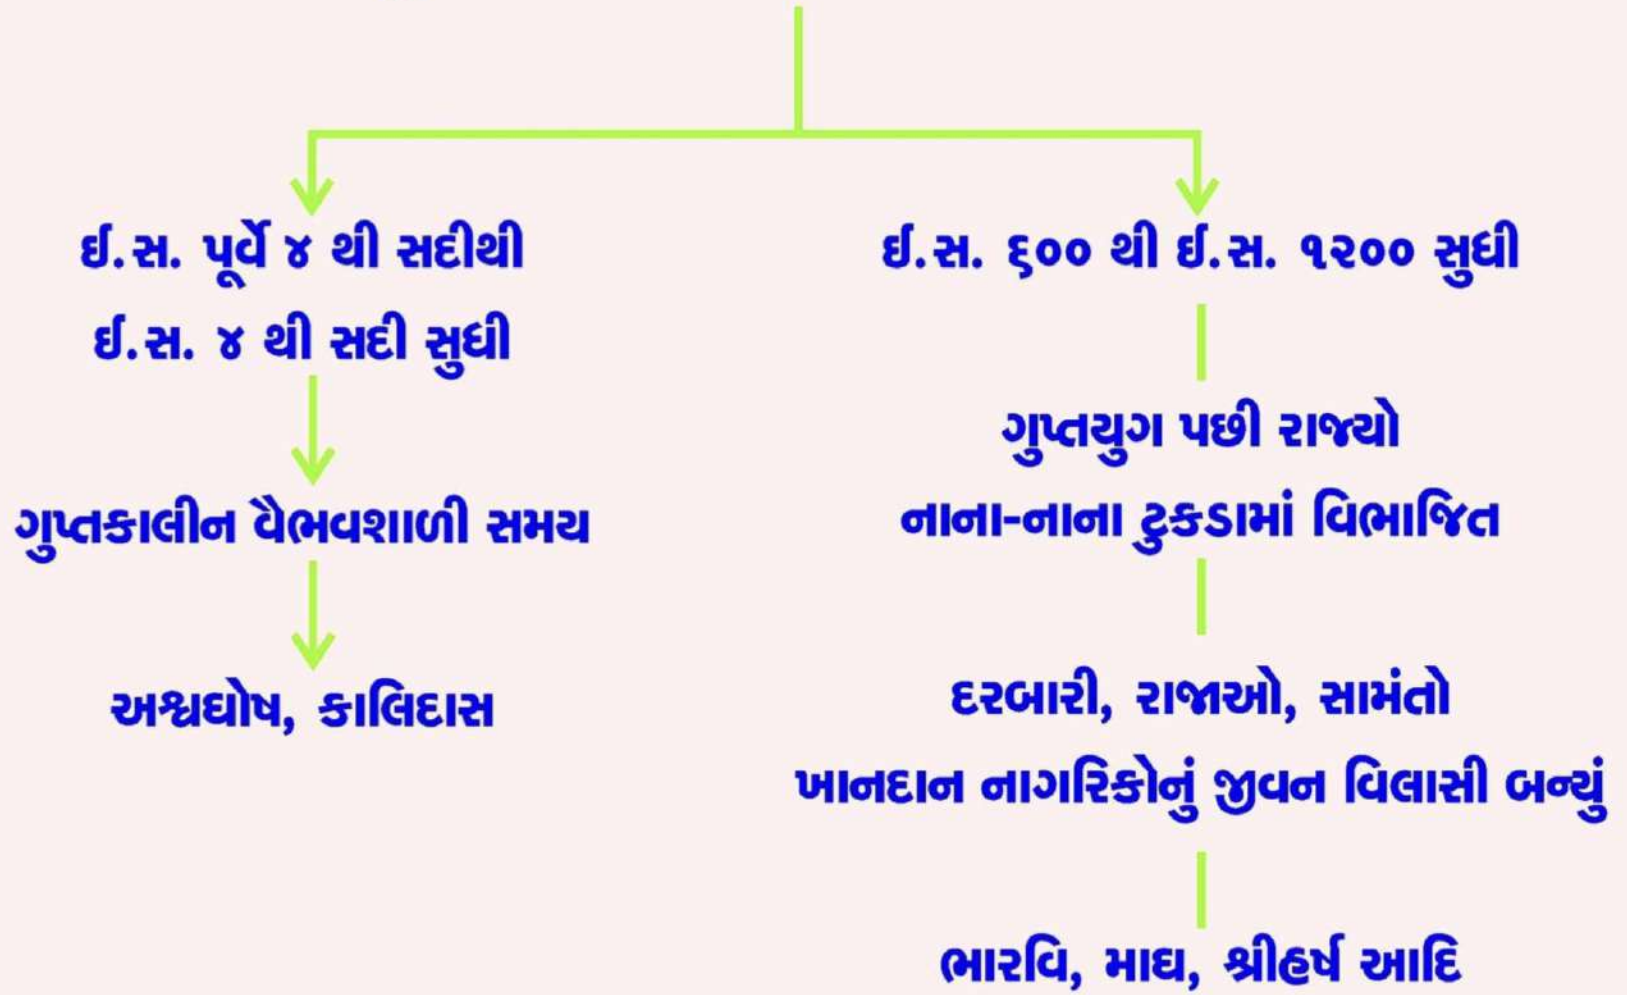 ઈ.સ. પૂર્વે ૪ થી સદીથી
ઈ.સ. ૪ થી સદી સુધી
ગુપ્તકાલીન વૈભવશાળી સમય
અશ્વઘોષ, કાલિદાસ
ઈ.સ. ૬૦૦ થી ઈ.સ. ૧૨૦૦ સુધી
ગુપ્તયુગ પછી રાજ્યો
નાના-નાના ટુકડામાં વિભાજિત
દરબારી, રાજાઓ, સામંતો
ખાનદાન નાગરિકોનું જીવન વિલાસી બન્યું
ભારવિ, માઘ, શ્રીહર્ષ આદિ